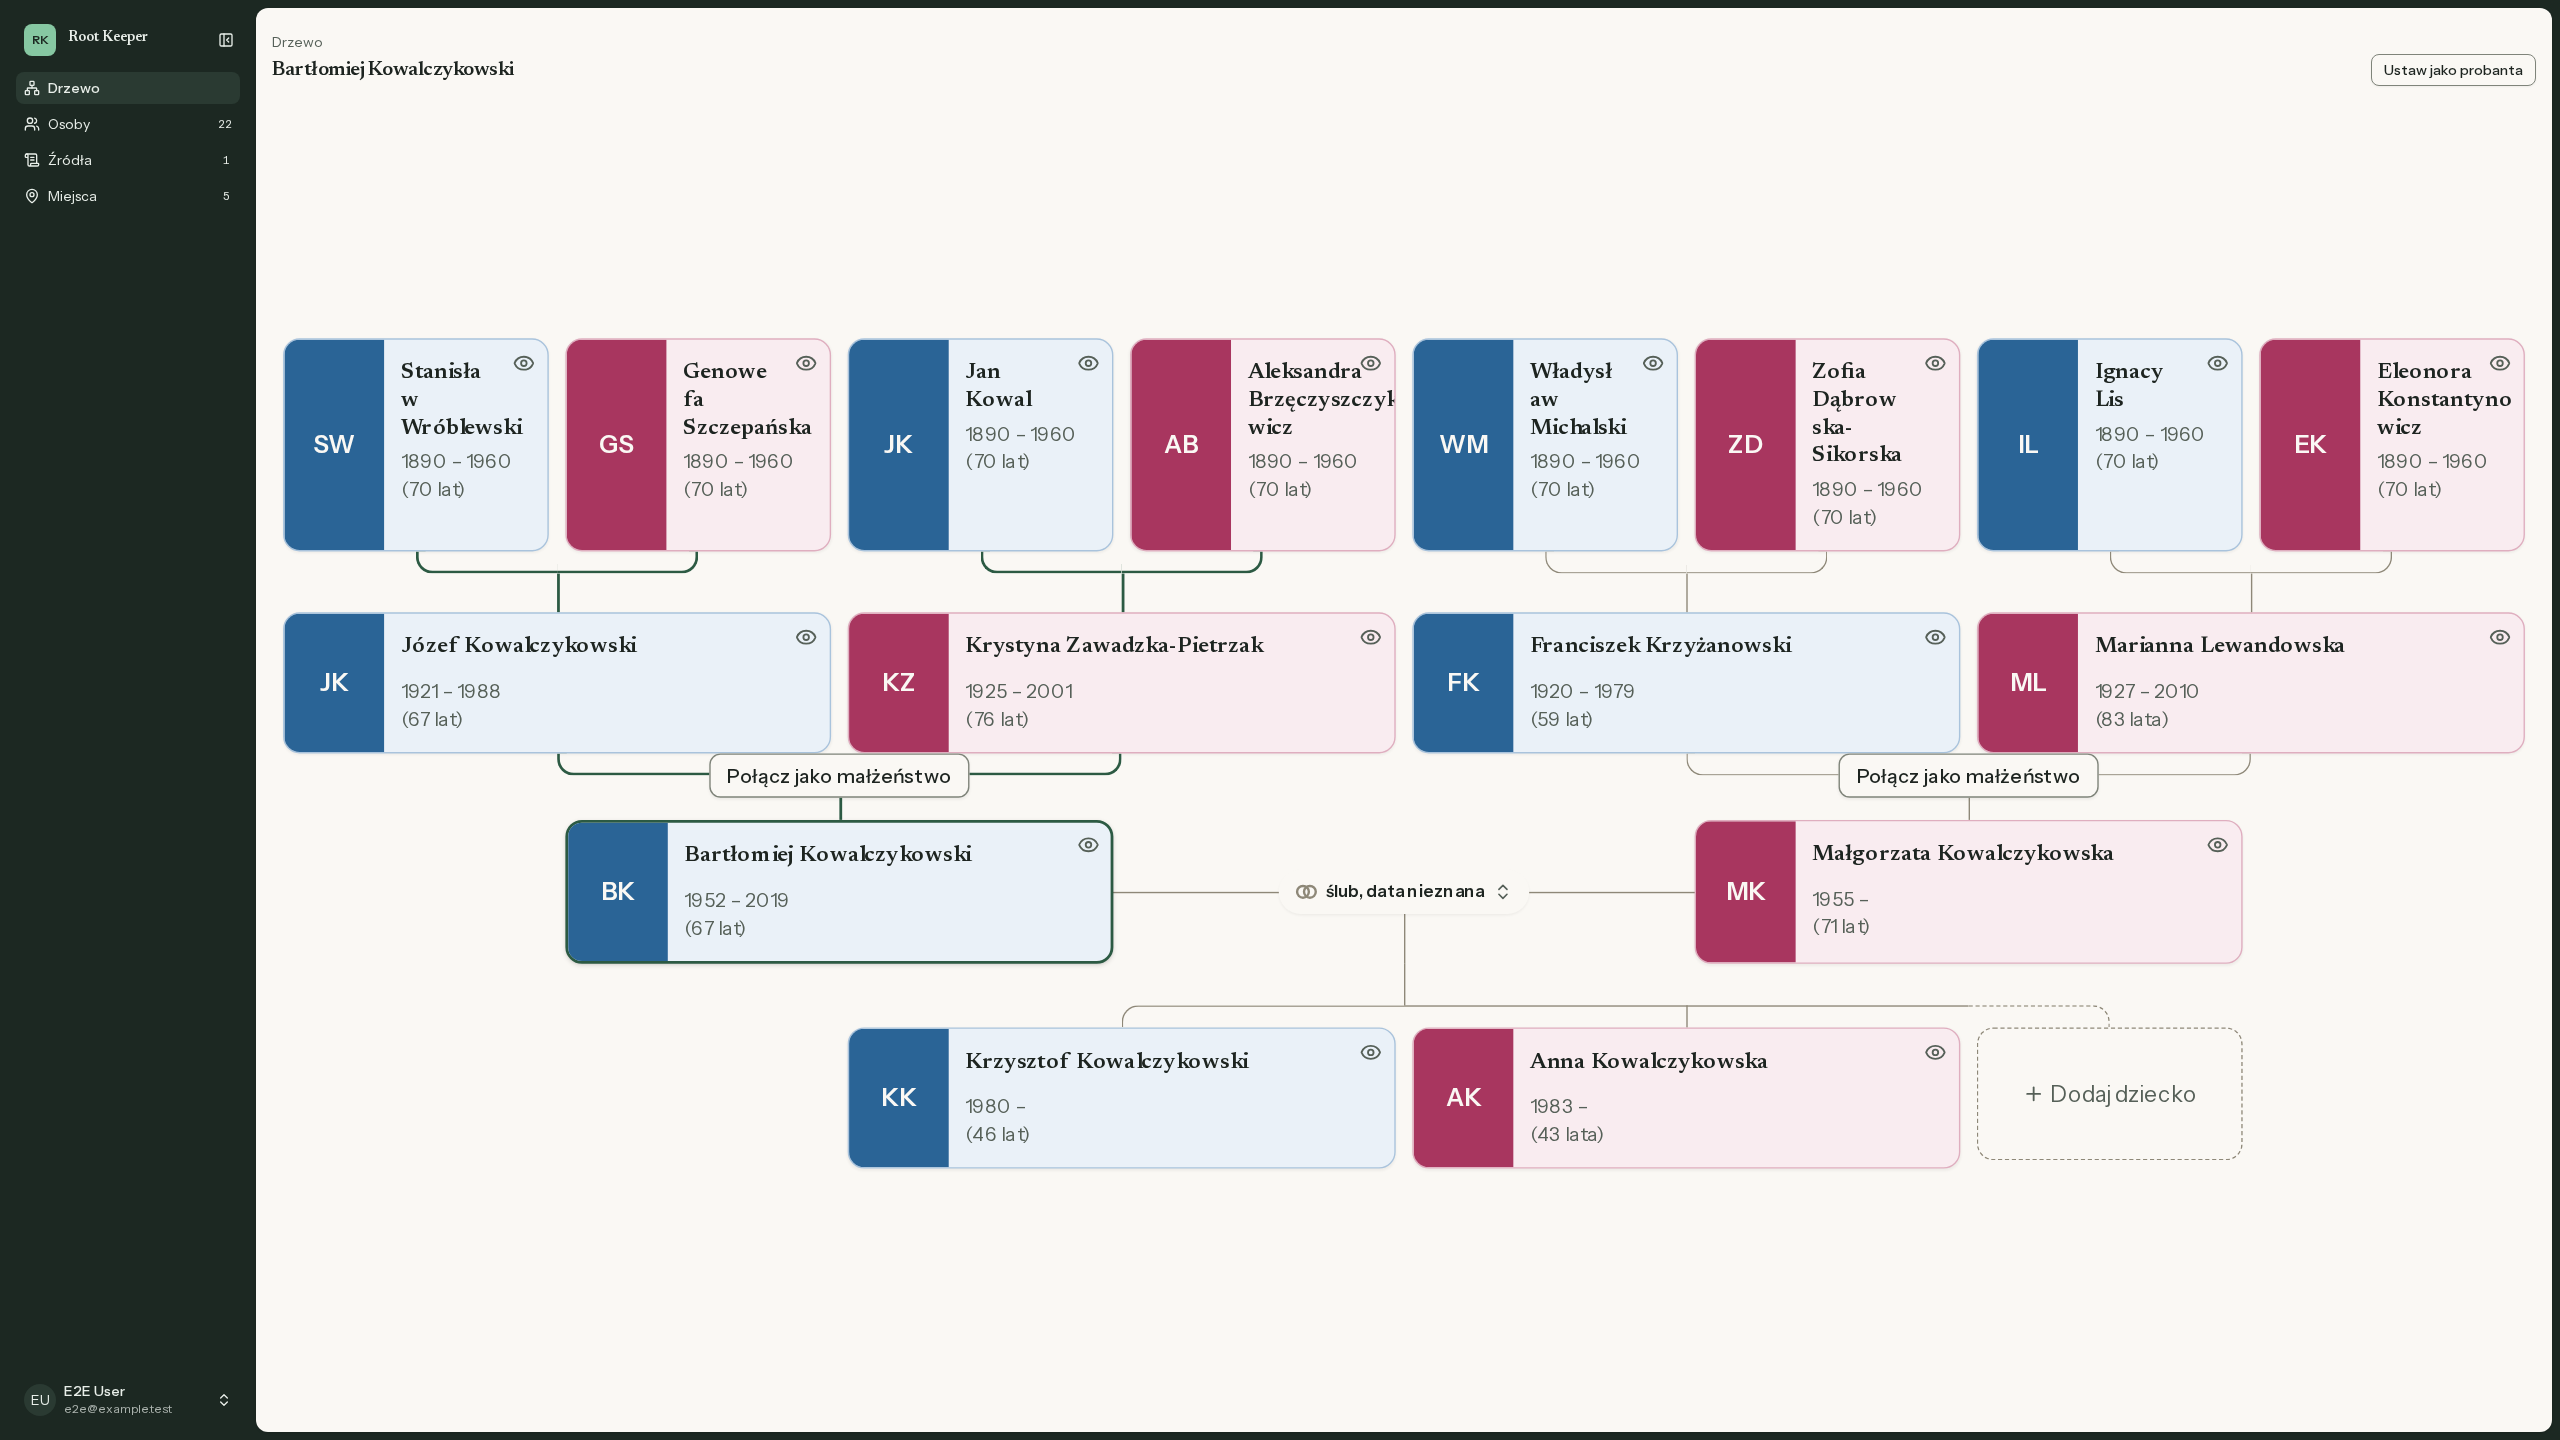 RK
Root Keeper
Drzewo
Osoby 22
Źródła 1
Miejsca 5
Drzewo
Bartłomiej Kowalczykowski
Ustaw jako probanta
SW
Stanisła
w
Wróblewski
1890 – 1960
(70 lat)
GS
Genowe
fa
Szczepańska
1890 – 1960
(70 lat)
JK
Jan
Kowal
1890 – 1960
(70 lat)
AB
Aleksandra
Brzęczyszczyk
wicz
1890 – 1960
(70 lat)
WM
Władysł
aw
Michalski
1890 – 1960
(70 lat)
ZD
Zofia
Dąbrow
ska-
Sikorska
1890 – 1960
(70 lat)
IL
Ignacy
Lis
1890 – 1960
(70 lat)
EK
Eleonora
Konstantyno
wicz
1890 – 1960
(70 lat)
JK
Józef Kowalczykowski
1921 – 1988
(67 lat)
KZ
Krystyna Zawadzka-Pietrzak
1925 – 2001
(76 lat)
FK
Franciszek Krzyżanowski
1920 – 1979
(59 lat)
ML
Marianna Lewandowska
1927 – 2010
(83 lata)
Połącz jako małżeństwo
Połącz jako małżeństwo
BK
Bartłomiej Kowalczykowski
1952 – 2019
(67 lat)
ślub, data nieznana
MK
Małgorzata Kowalczykowska
1955 –
(71 lat)
KK
Krzysztof Kowalczykowski
1980 –
(46 lat)
AK
Anna Kowalczykowska
1983 –
(43 lata)
+ Dodaj dziecko
EU
E2E User
e2e@example.test